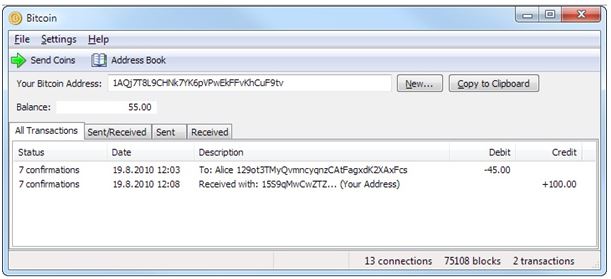 Bitcoin
File Settings Help
Send Coins Address Book
Your Bitcoin Address: 1AQj7T8L9CHNk7YK6pVPwEkFFvKhCuF9tv New... Copy to Clipboard
Balance: 55.00
All Transactions Sent/Received Sent Received
Status Date Description Debit Credit
7 confirmations 19.8.2010 12:03 To: Alice 129ot3TMyQvmncyqnzCAtFagxdK2XAxFcs -45.00
7 confirmations 19.8.2010 12:08 Received with: 15S9qMwCwZTZ... (Your Address) +100.00
13 connections 75108 blocks 2 transactions